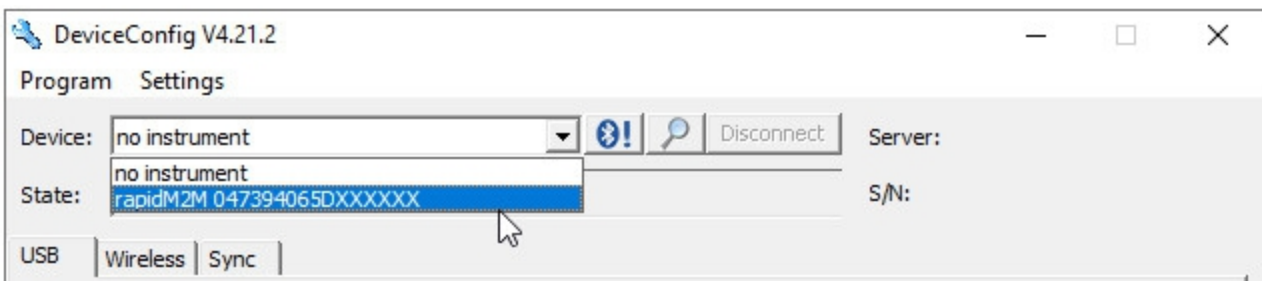 DeviceConfig V4.21.2
Program Settings
Device: no instrument Disconnect Server:
no instrument
State: rapidM2M 047394065DXXXXXX S/N:
USB Wireless Sync